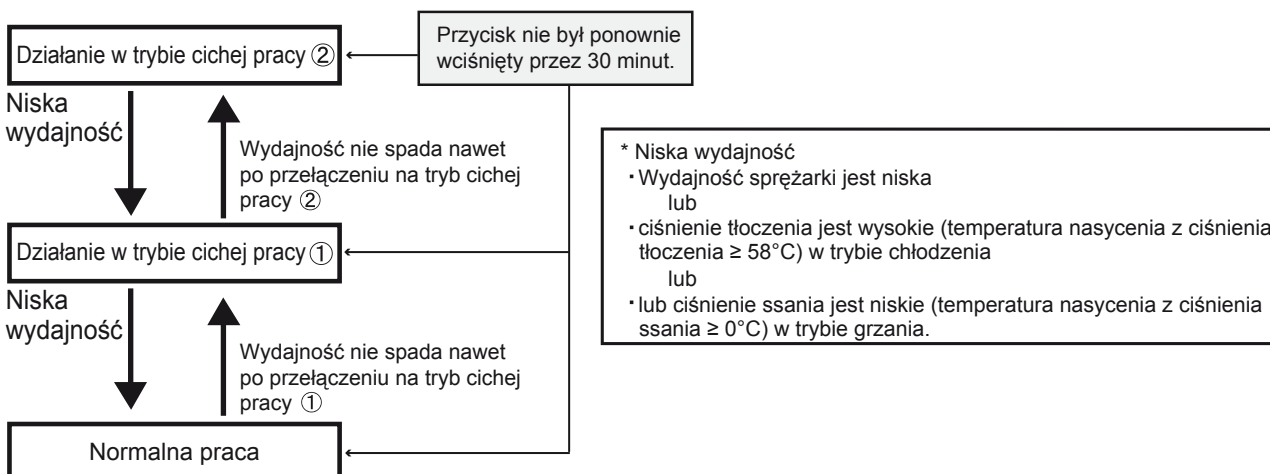 Działanie w trybie cichej pracy ②
Przycisk nie był ponownie
wciśnięty przez 30 minut.
Niska
wydajność
Wydajność nie spada nawet
po przełączeniu na tryb cichej
pracy ②
Działanie w trybie cichej pracy ①
Niska
wydajność
Wydajność nie spada nawet
po przełączeniu na tryb cichej
pracy ①
Normalna praca
* Niska wydajność
・Wydajność sprężarki jest niska
lub
・ciśnienie tłoczenia jest wysokie (temperatura nasycenia z ciśnienia
tłoczenia ≥ 58°C) w trybie chłodzenia
lub
・lub ciśnienie ssania jest niskie (temperatura nasycenia z ciśnienia
ssania ≥ 0°C) w trybie grzania.